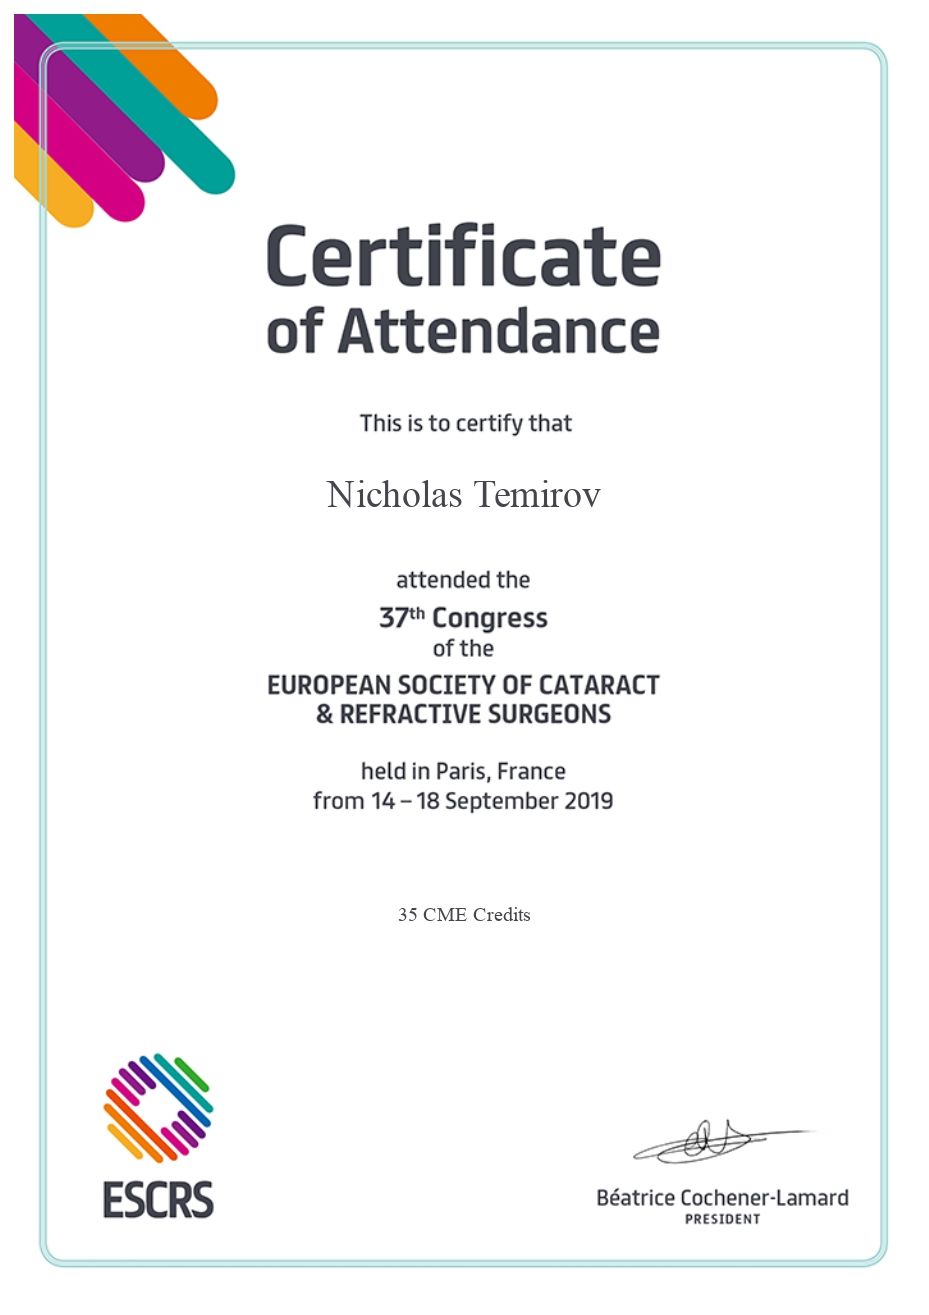 Certificate
of Attendance
This is to certify that
Nicholas Temirov
attended the
37th Congress
of the
EUROPEAN SOCIETY OF CATARACT
& REFRACTIVE SURGEONS
held in Paris, France
from 14 – 18 September 2019
35 CME Credits
ESCRS
Béatrice Cochener-Lamard
PRESIDENT